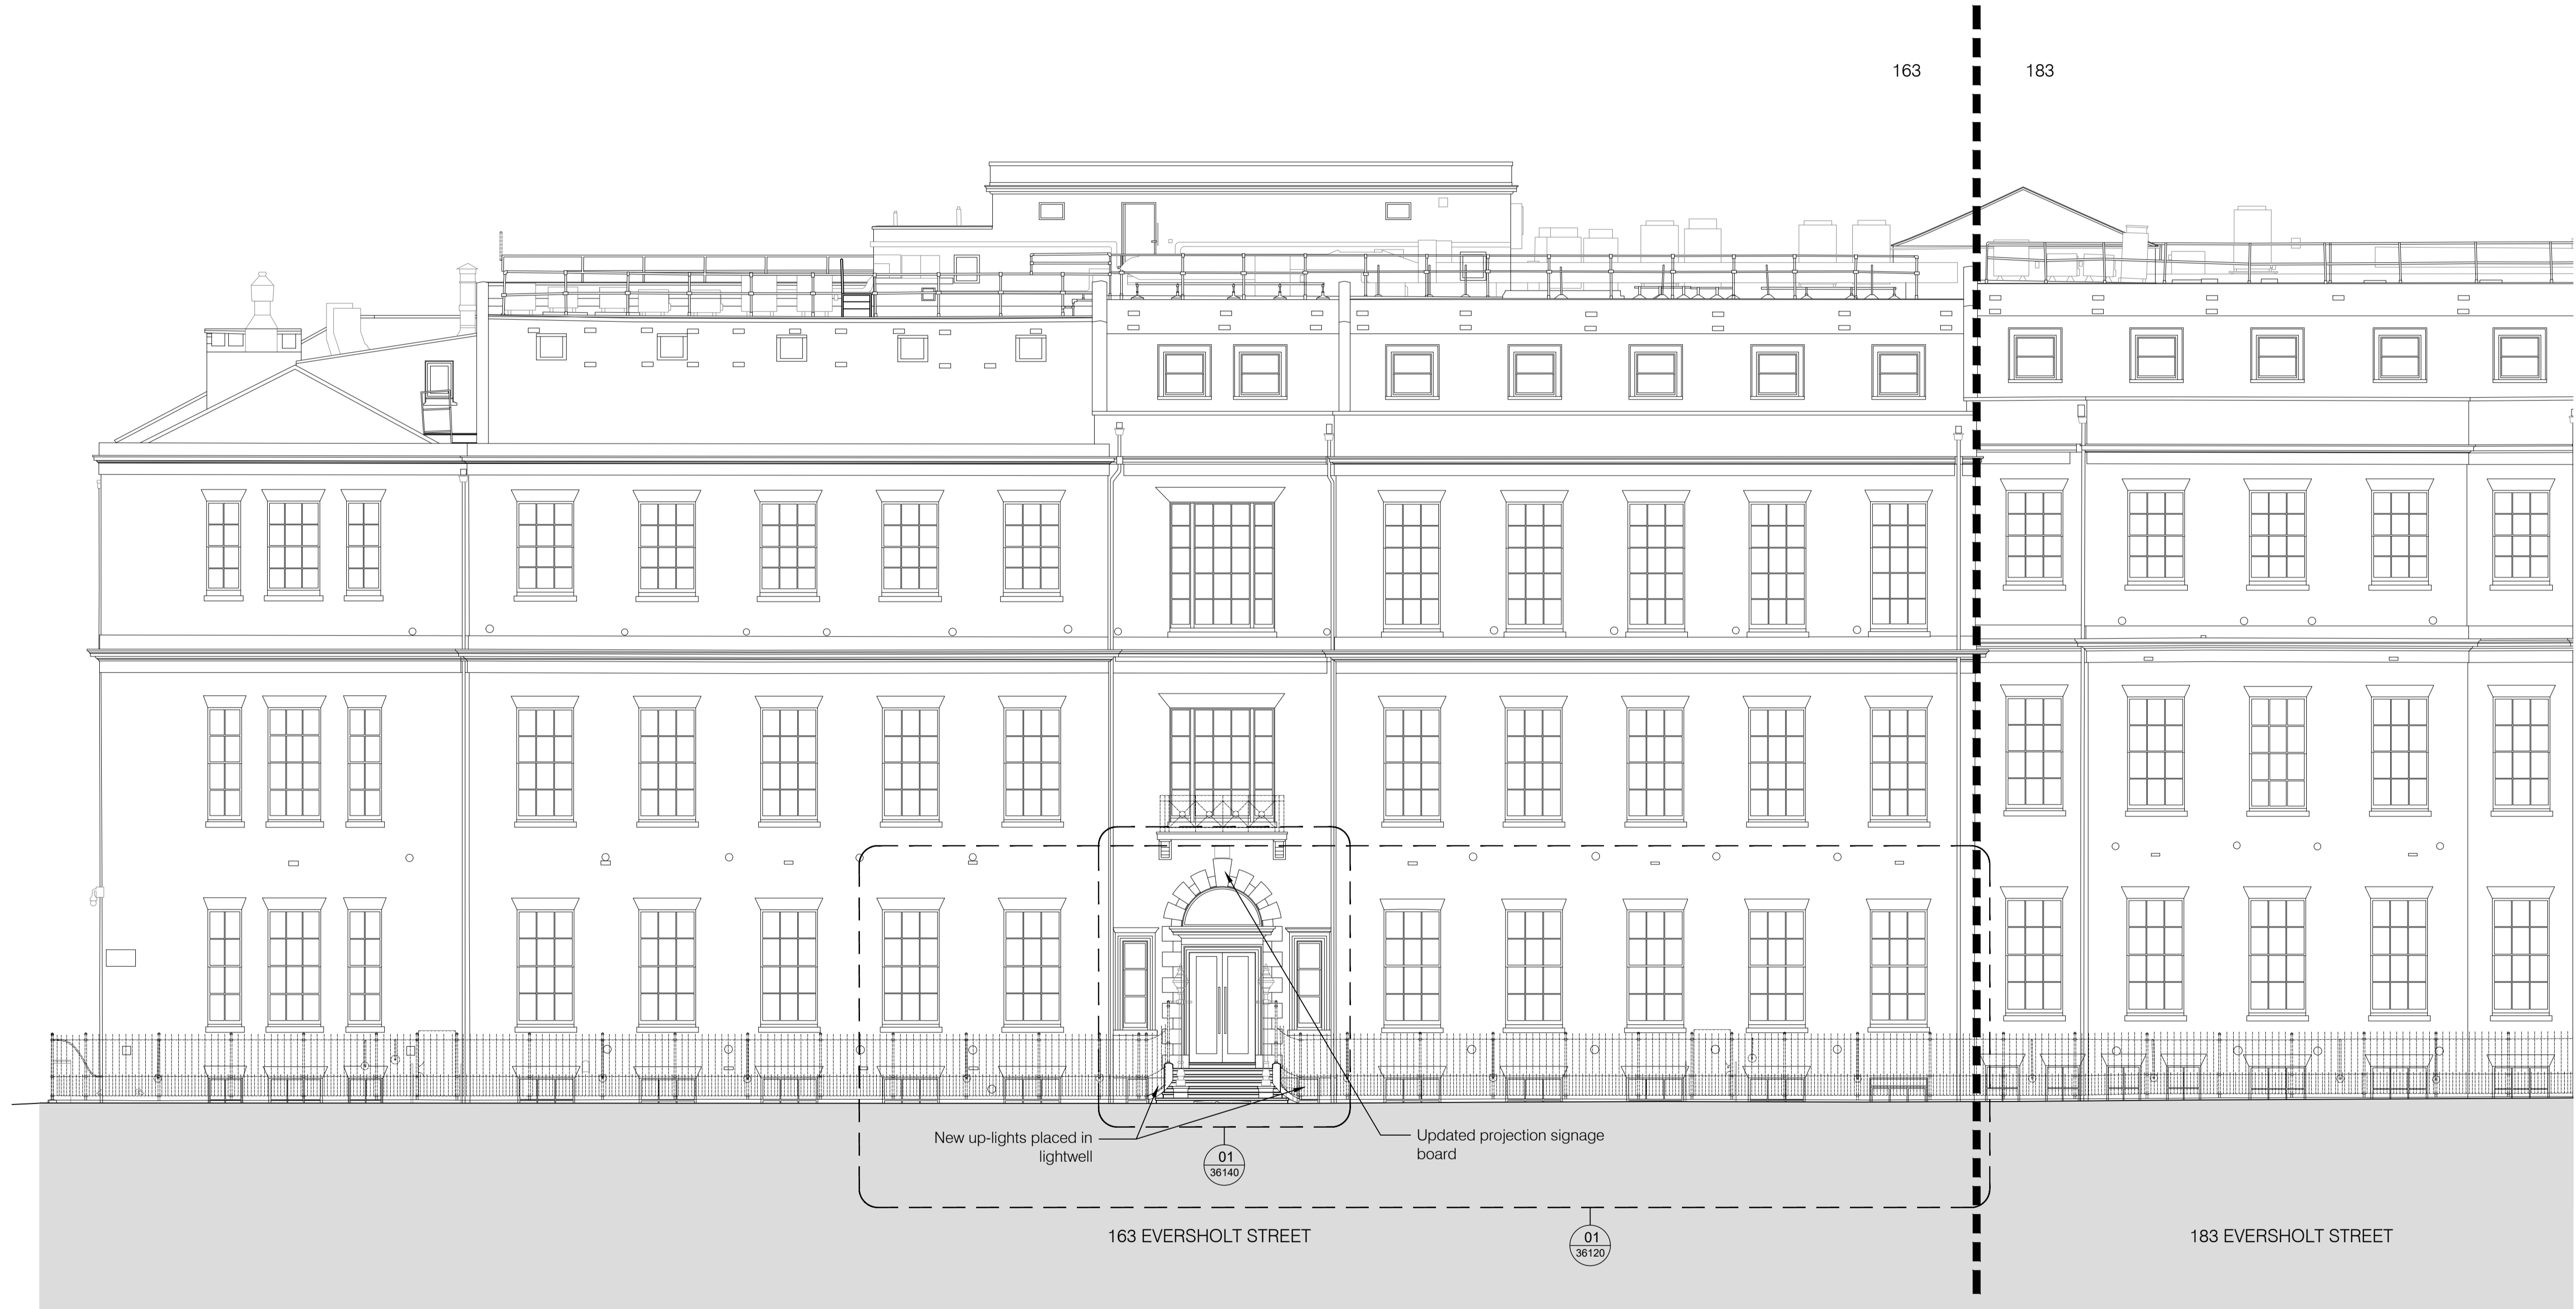 163
183
New up-lights placed in
lightwell
Updated projection signage
board
01
36140
163 EVERSHOLT STREET
01
36120
183 EVERSHOLT STREET